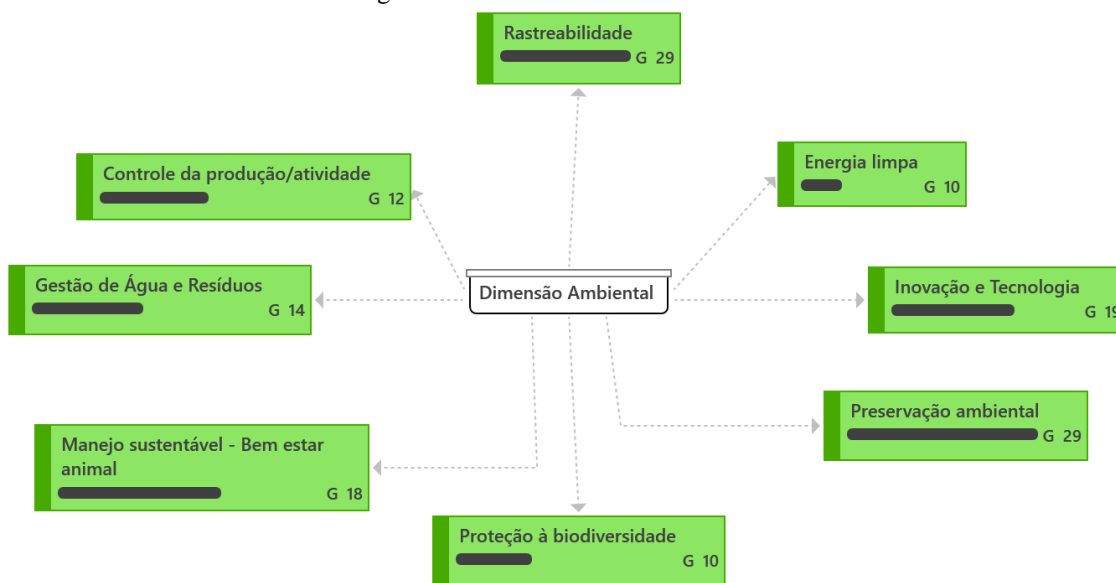 Rastreabilidade
G 29
Energia limpa
G 10
Controle da produção/atividade
G 12
Gestão de Água e Resíduos
G 14
Dimensão Ambiental
Inovação e Tecnologia
G 19
Preservação ambiental
G 29
Manejo sustentável - Bem estar
animal
G 18
Proteção à biodiversidade
G 10